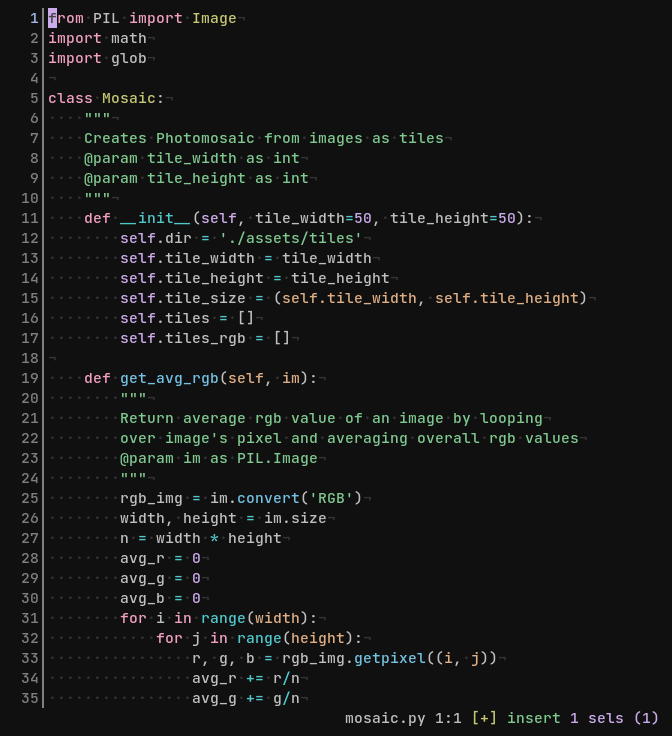 1 from PIL import Image¬
2 import math¬
3 import glob¬
4 ¬
5 class Mosaic:¬
6 ····"""¬
7 ····Creates·Photomosaic·from·images·as·tiles¬
8 ····@param·tile_width·as·int¬
9 ····@param·tile_height·as·int¬
10 ····"""¬
11 ····def·__init__(self,·tile_width=50,·tile_height=50):¬
12 ········self.dir·=·'./assets/tiles'¬
13 ········self.tile_width·=·tile_width¬
14 ········self.tile_height·=·tile_height¬
15 ········self.tile_size·=·(self.tile_width,·self.tile_height)¬
16 ········self.tiles·=·[]¬
17 ········self.tiles_rgb·=·[]¬
18 ¬
19 ····def·get_avg_rgb(self,·im):¬
20 ········"""¬
21 ········Return·average·rgb·value·of·an·image·by·looping¬
22 ········over·image's·pixel·and·averaging·overall·rgb·values¬
23 ········@param·im·as·PIL.Image¬
24 ········"""¬
25 ········rgb_img·=·im.convert('RGB')¬
26 ········width,·height·=·im.size¬
27 ········n·=·width·*·height¬
28 ········avg_r·=·0¬
29 ········avg_g·=·0¬
30 ········avg_b·=·0¬
31 ········for·i·in·range(width):¬
32 ············for·j·in·range(height):¬
33 ················r,·g,·b·=·rgb_img.getpixel((i,·j))¬
34 ················avg_r·+=·r/n¬
35 ················avg_g·+=·g/n¬
mosaic.py 1:1 [+] insert 1 sels (1)